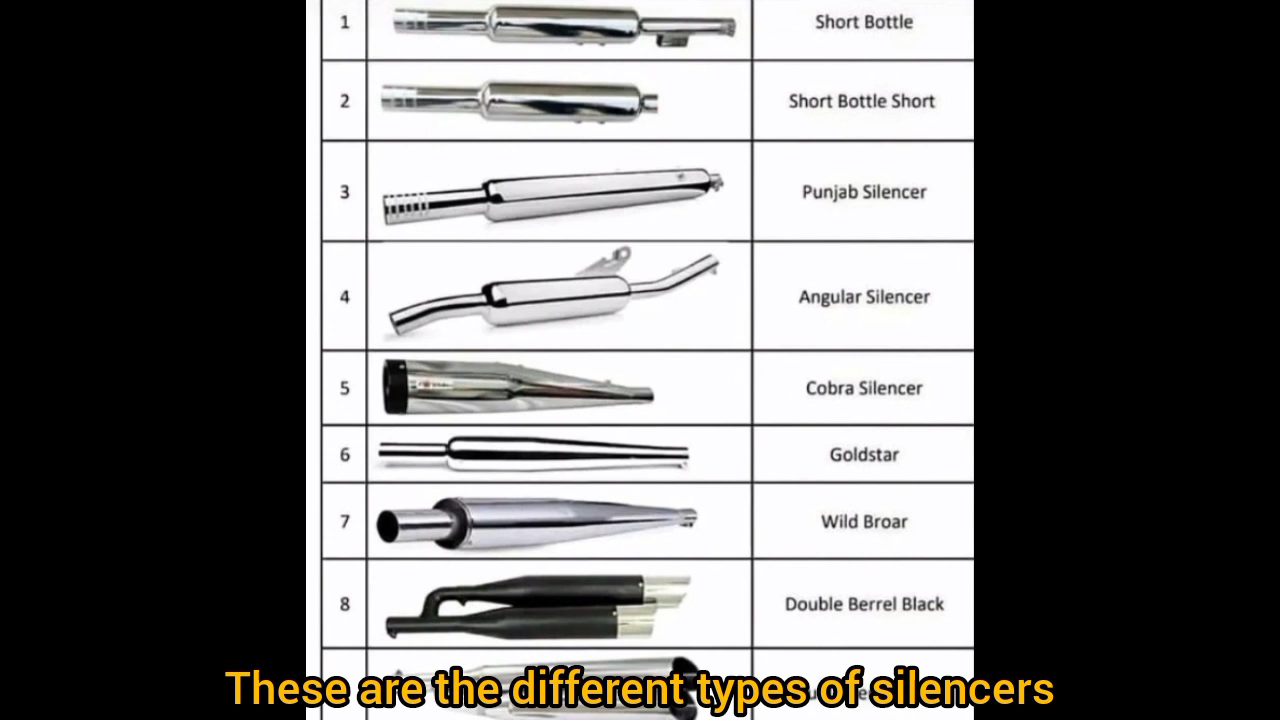 1 Short Bottle
2 Short Bottle Short
3 Punjab Silencer
4 Angular Silencer
5 Cobra Silencer
6 Goldstar
7 Wild Broar
8 Double Berrel Black
These are the different types of silencers